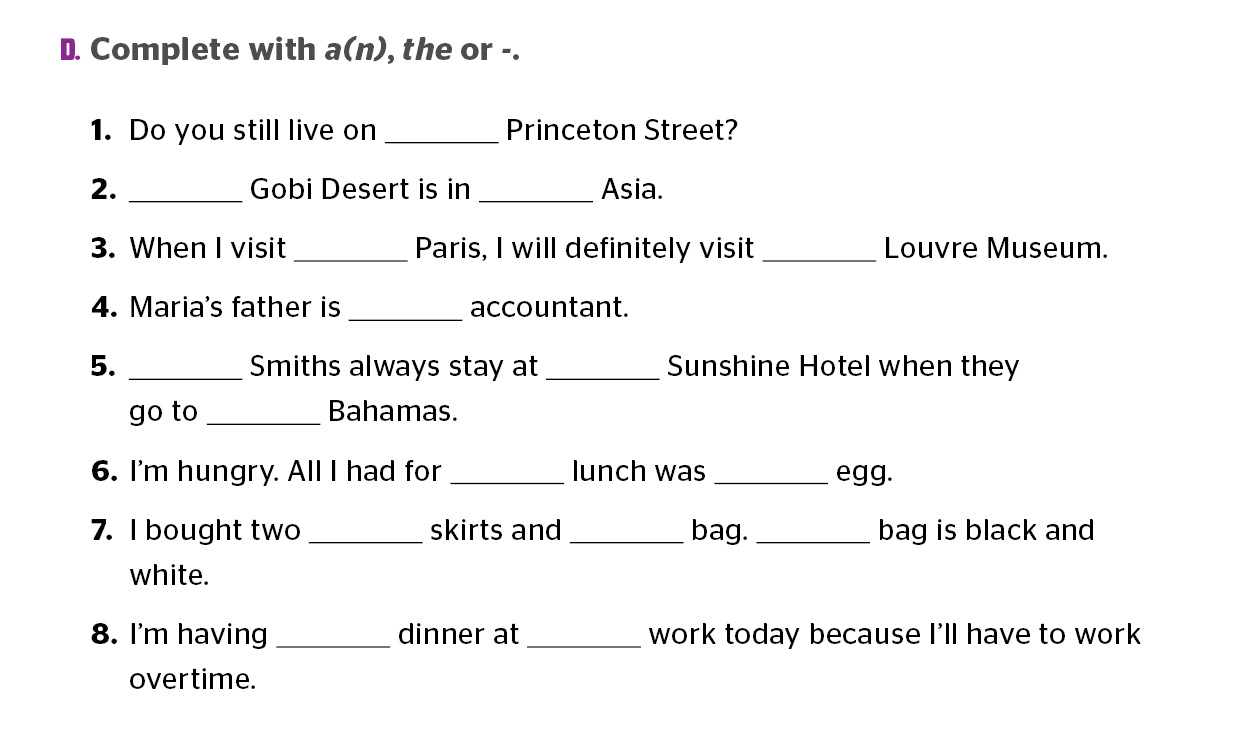 D. Complete with a(n), the or -.
1. Do you still live on ________ Princeton Street?
2. ________ Gobi Desert is in ________ Asia.
3. When I visit ________ Paris, I will definitely visit ________ Louvre Museum.
4. Maria’s father is ________ accountant.
5. ________ Smiths always stay at ________ Sunshine Hotel when they
go to ________ Bahamas.
6. I’m hungry. All I had for ________ lunch was ________ egg.
7. I bought two ________ skirts and ________ bag. ________ bag is black and
white.
8. I’m having ________ dinner at ________ work today because I’ll have to work
overtime.